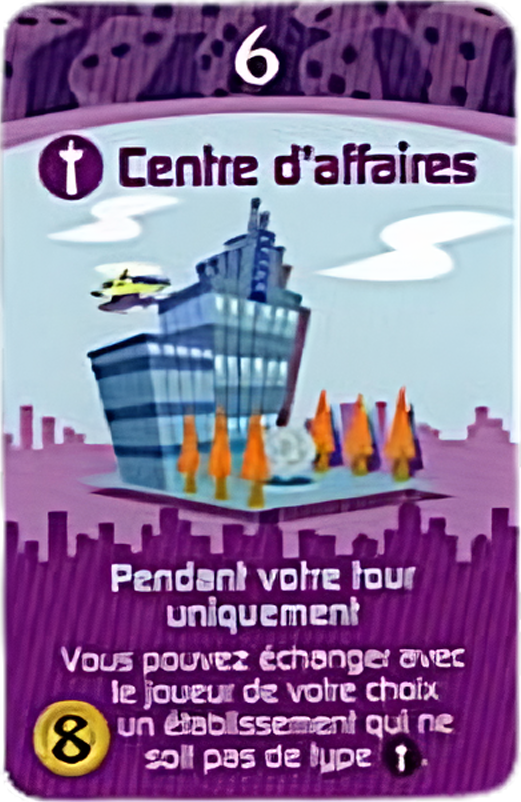 6
Centre d'affaires
Pendant votre tour
uniquement
Vous pouvez échanger avec
le joueur de votre choix
un établissement qui ne
soit pas de type
8